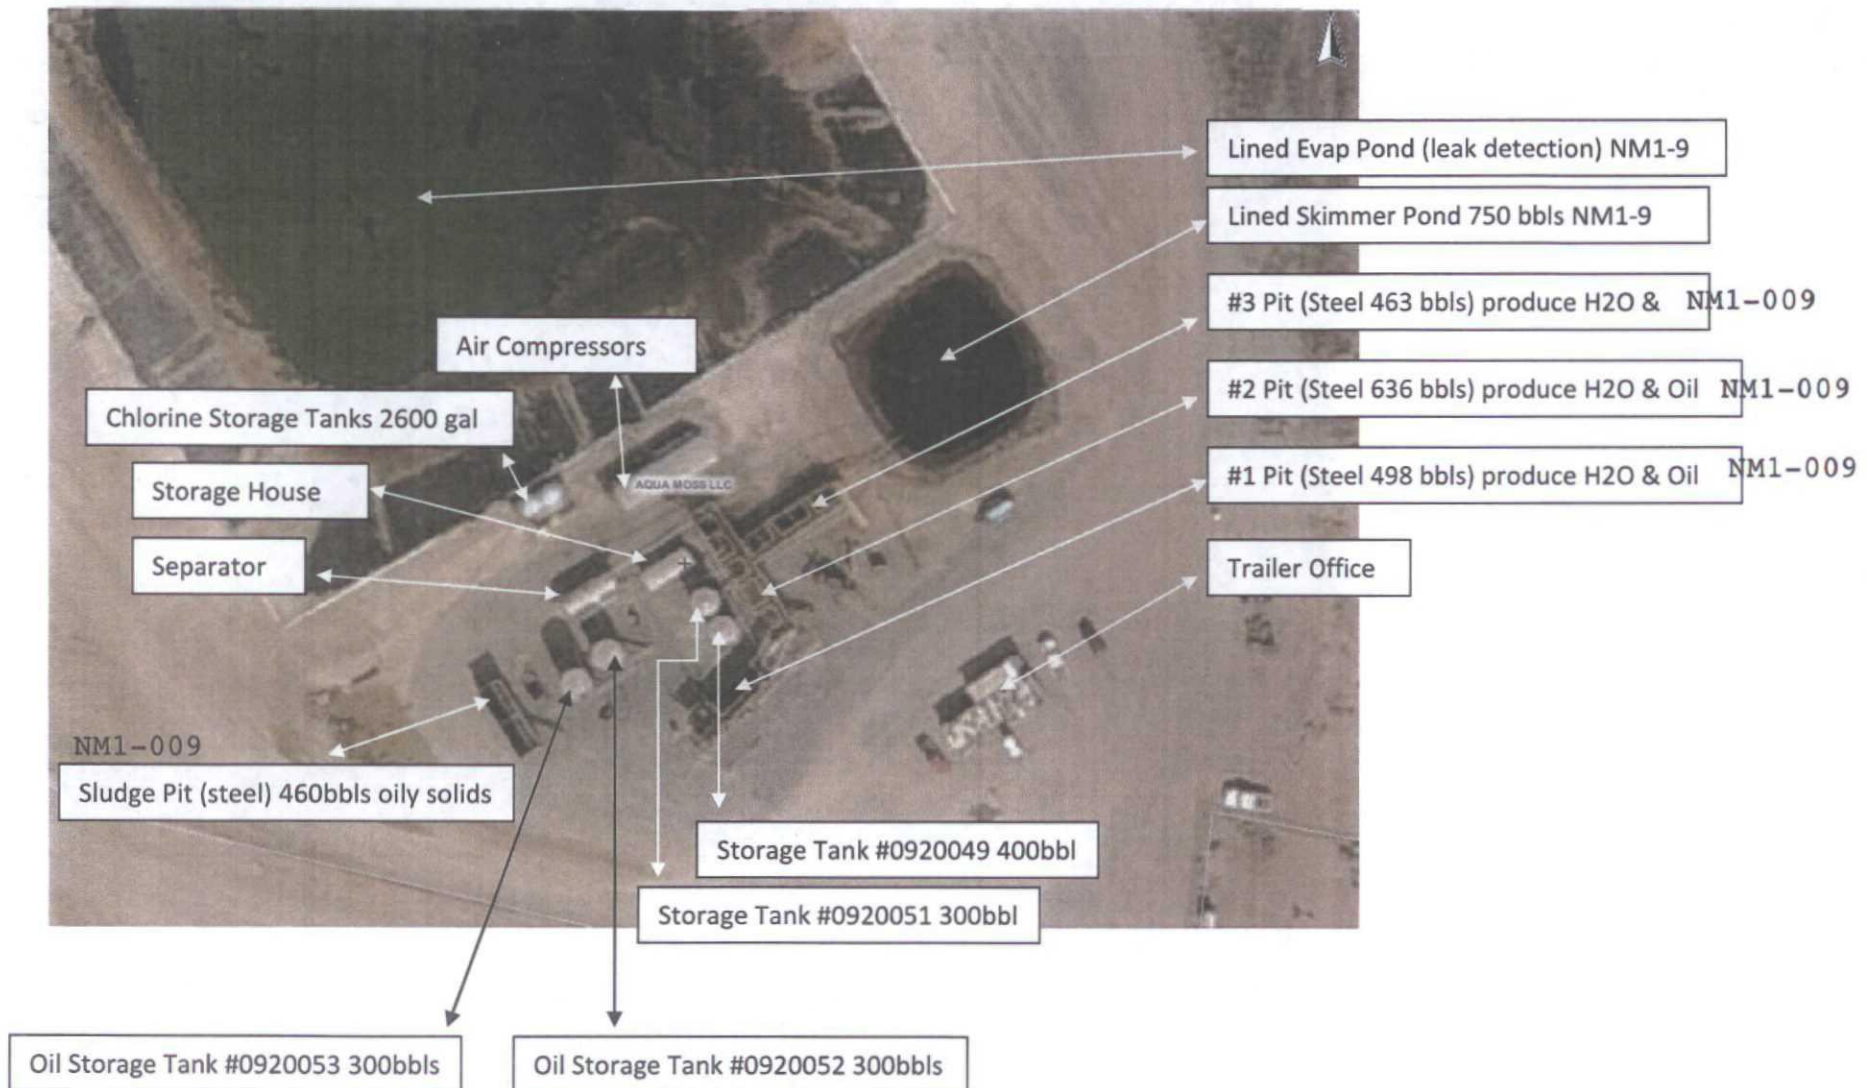 Lined Evap Pond (leak detection) NM1-9
Lined Skimmer Pond 750 bbls NM1-9
#3 Pit (Steel 463 bbls) produce H2O & NM1-009
Air Compressors
#2 Pit (Steel 636 bbls) produce H2O & Oil NM1-009
Chlorine Storage Tanks 2600 gal
#1 Pit (Steel 498 bbls) produce H2O & Oil NM1-009
AQUA MOSS LLC
Storage House
Separator
Trailer Office
NM1-009
Sludge Pit (steel) 460bbls oily solids
Storage Tank #0920049 400bbl
Storage Tank #0920051 300bbl
Oil Storage Tank #0920053 300bbls
Oil Storage Tank #0920052 300bbls